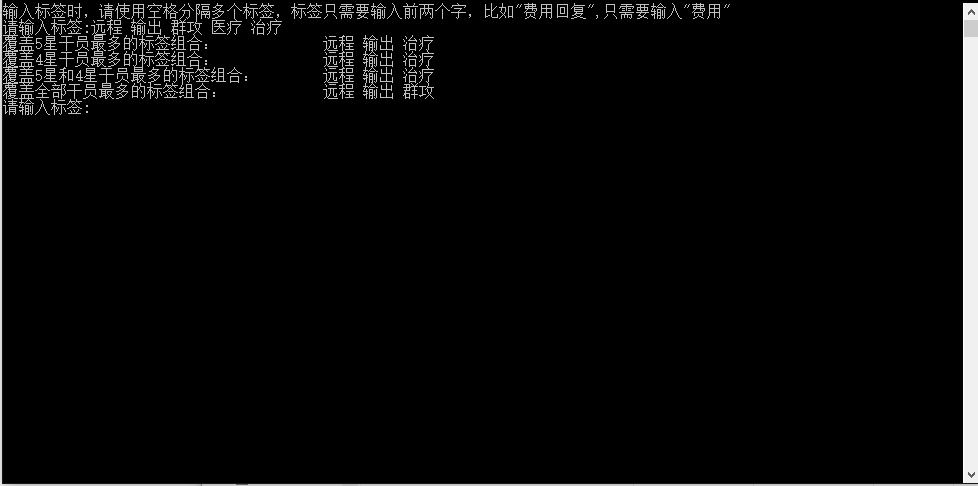 输入标签时，请使用空格分隔多个标签，标签只需要输入前两个字，比如"费用回复",只需要输入"费用"
请输入标签:远程 输出 群攻 医疗 治疗
覆盖5星干员最多的标签组合： 远程 输出 治疗
覆盖4星干员最多的标签组合： 远程 输出 治疗
覆盖5星和4星干员最多的标签组合： 远程 输出 治疗
覆盖全部干员最多的标签组合： 远程 输出 群攻
请输入标签: